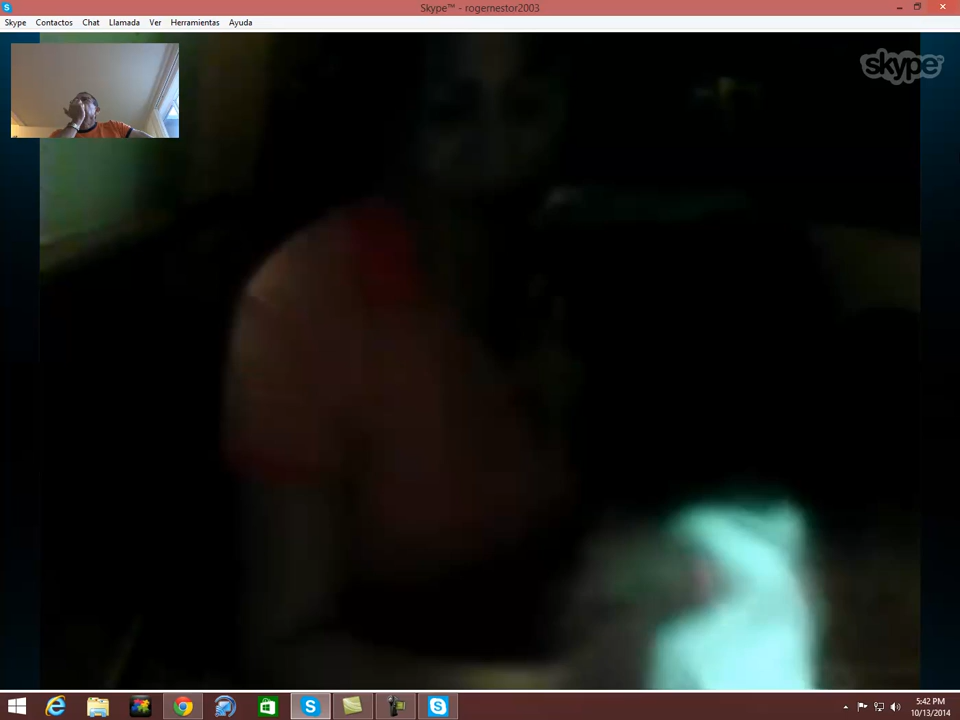 Skype™ - rogernestor2003
Skype Contactos Chat Llamada Ver Herramientas Ayuda
skype
5:42 PM
10/13/2014